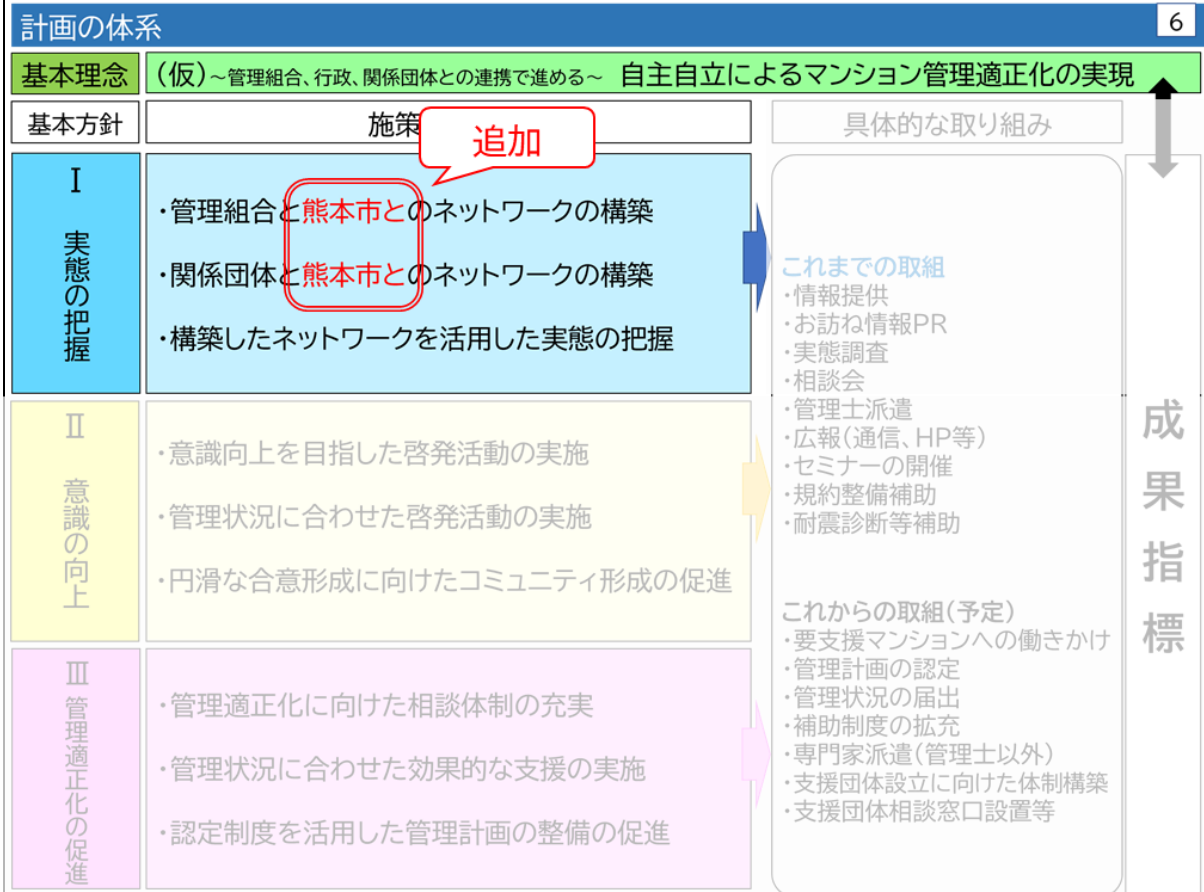 計画の体系
6
基本理念
(仮)～管理組合、行政、関係団体との連携で進める～ 自主自立によるマンション管理適正化の実現
基本方針
施策
追加
具体的な取り組み
Ⅰ 実態の把握
・管理組合と熊本市とのネットワークの構築
・関係団体と熊本市とのネットワークの構築
・構築したネットワークを活用した実態の把握
Ⅱ 意識の向上
・意識向上を目指した啓発活動の実施
・管理状況に合わせた啓発活動の実施
・円滑な合意形成に向けたコミュニティ形成の促進
Ⅲ 管理適正化の促進
・管理適正化に向けた相談体制の充実
・管理状況に合わせた効果的な支援の実施
・認定制度を活用した管理計画の整備の促進
これまでの取組
・情報提供
・お訪ね情報PR
・実態調査
・相談会
・管理士派遣
・広報(通信、HP等)
・セミナーの開催
・規約整備補助
・耐震診断等補助
これからの取組(予定)
・要支援マンションへの働きかけ
・管理計画の認定
・管理状況の届出
・補助制度の拡充
・専門家派遣(管理士以外)
・支援団体設立に向けた体制構築
・支援団体相談窓口設置等
成果指標